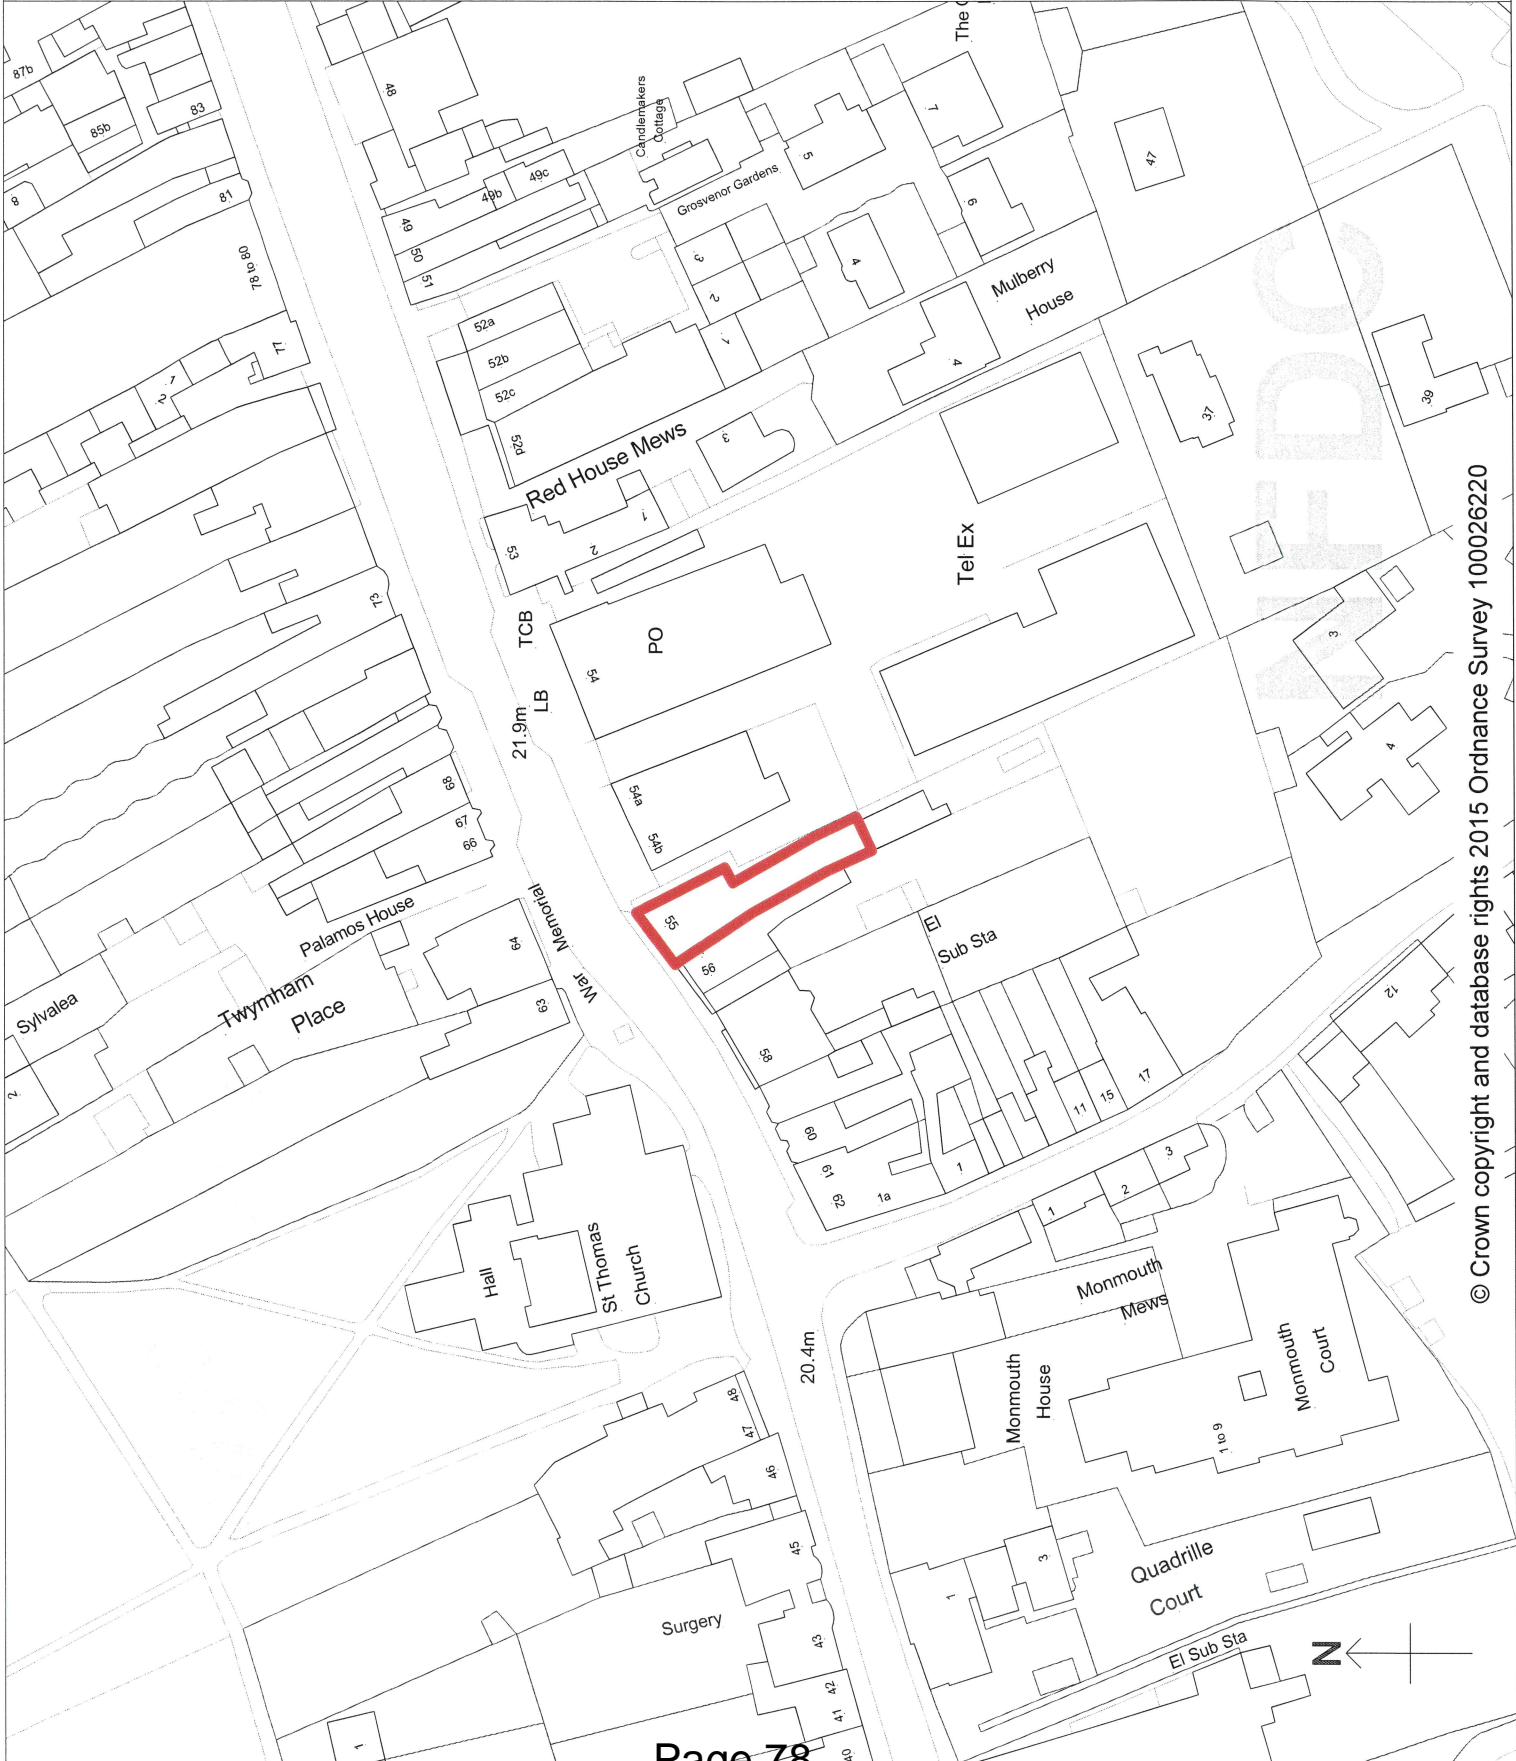 87b
85b
83
8
81
78 to 80
77
1
2
48
49
49b
49c
50
51
Candlemakers
Cottage
Grosvenor Gardens
The
5
7
6
47
3
2
1
4
Mulberry
House
4
52a
52b
52c
52d
Red House Mews
3
1
2
53
37
39
NFDC
TCB
LB
21.9m
54
PO
Tel Ex
73
68
67
66
54a
54b
55
56
58
3
4
Palamos House
Sylvalea
Twymham
Place
2
64
63
War Memorial
El
Sub Sta
60
61
62
1a
1
11
15
17
12
1
2
3
Hall
St Thomas
Church
20.4m
Monmouth
Mews
Monmouth
House
Monmouth
Court
1 to 9
48
47
46
45
43
42
41
40
Surgery
1
1
3
Quadrille
Court
El Sub Sta
N
© Crown copyright and database rights 2015 Ordnance Survey 100026220
Page 78